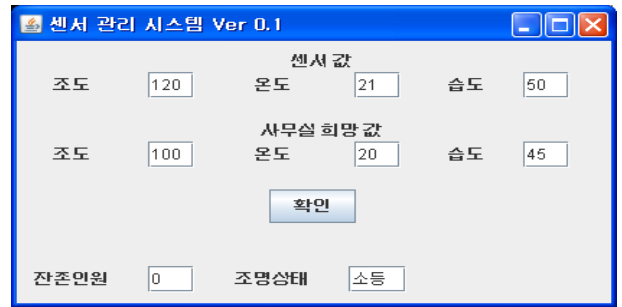 센서 관리 시스템 Ver 0.1
센서 값
조도 120 온도 21 습도 50
사무실 희망 값
조도 100 온도 20 습도 45
확인
잔존인원 0 조명상태 소등